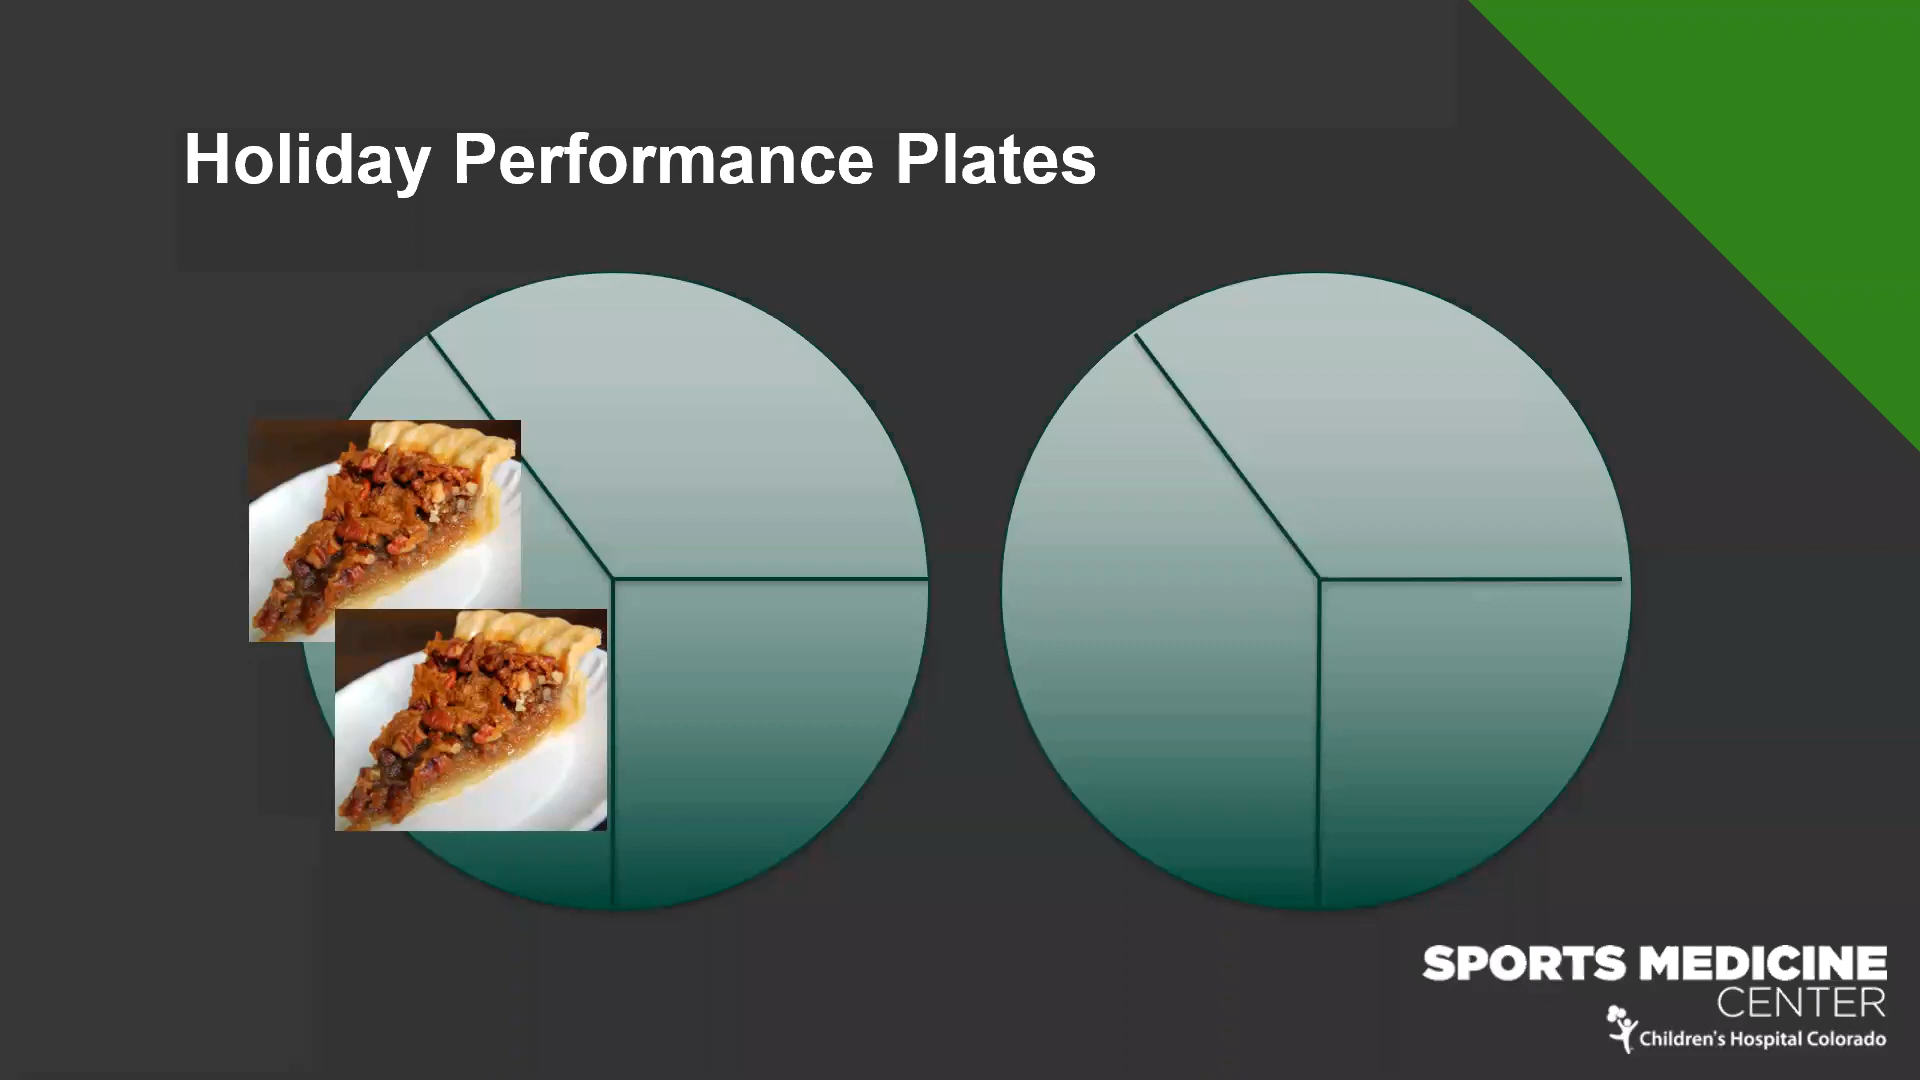 Holiday Performance Plates
SPORTS MEDICINE
CENTER
Children's Hospital Colorado